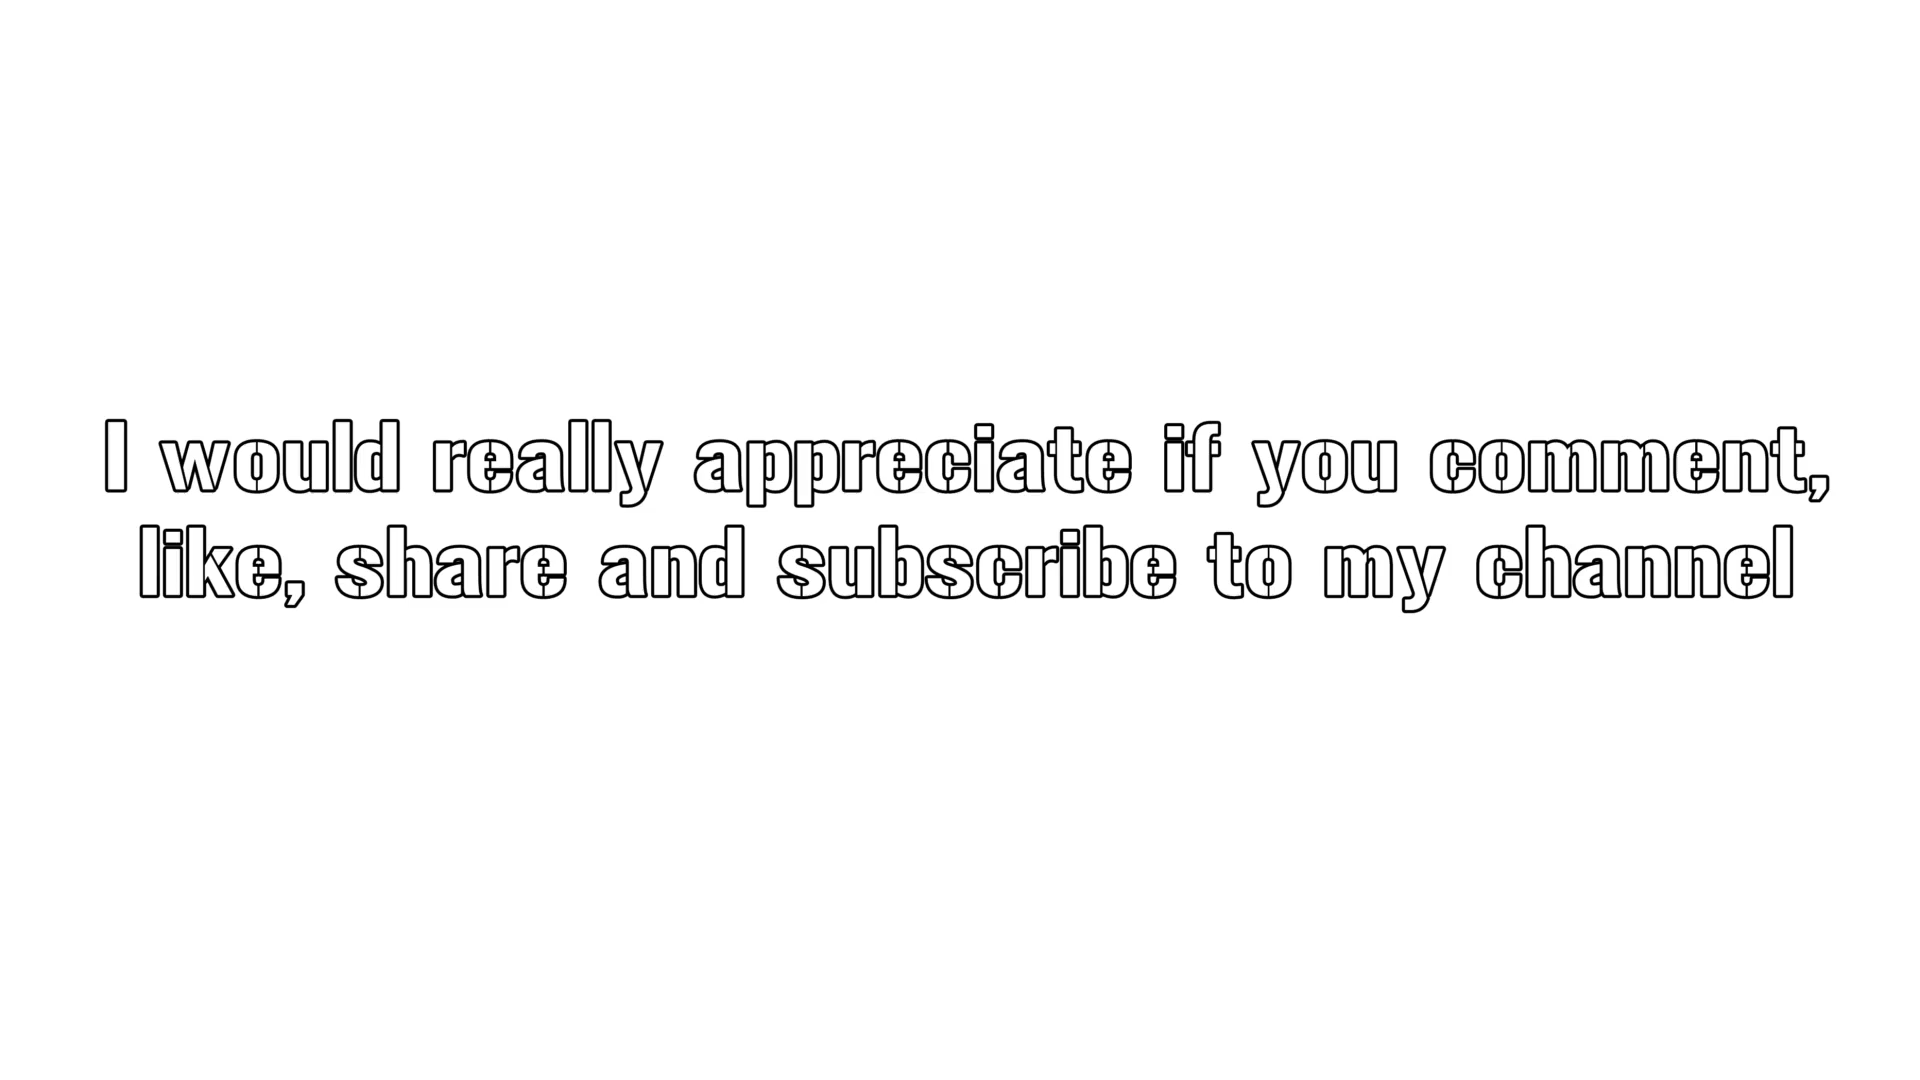 I would really appreciate if you comment,
like, share and subscribe to my channel